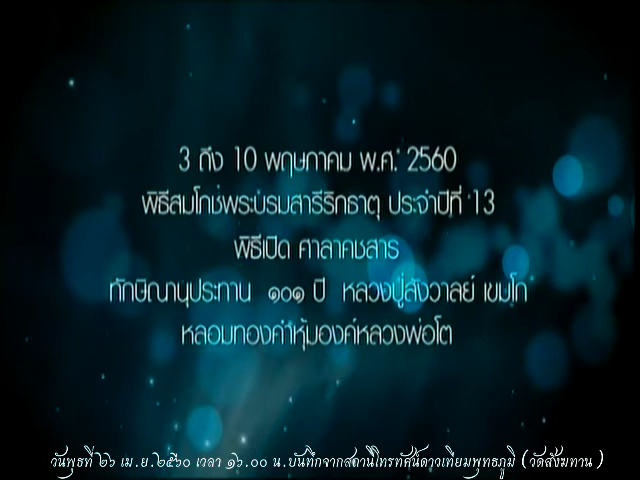 3 ถึง 10 พฤษภาคม พ.ศ. 2560
พิธีสมโภชพระบรมสารีริกธาตุ ประจำปีที่ 13
พิธีเปิด ศาลาคชสาร
ทักษิณานุประทาน ๑๐๑ ปี หลวงปู่สังวาลย์ เขมโก
หลอมทองคำหุ้มองค์หลวงพ่อโต
วันพุธที่ ๒๖ เม.ย.๒๕๖๐ เวลา ๑๖.๐๐ น.บันทึกจากสถานีโทรทัศน์ดาวเทียมพุทธภูมิ (วัดสังฆทาน)